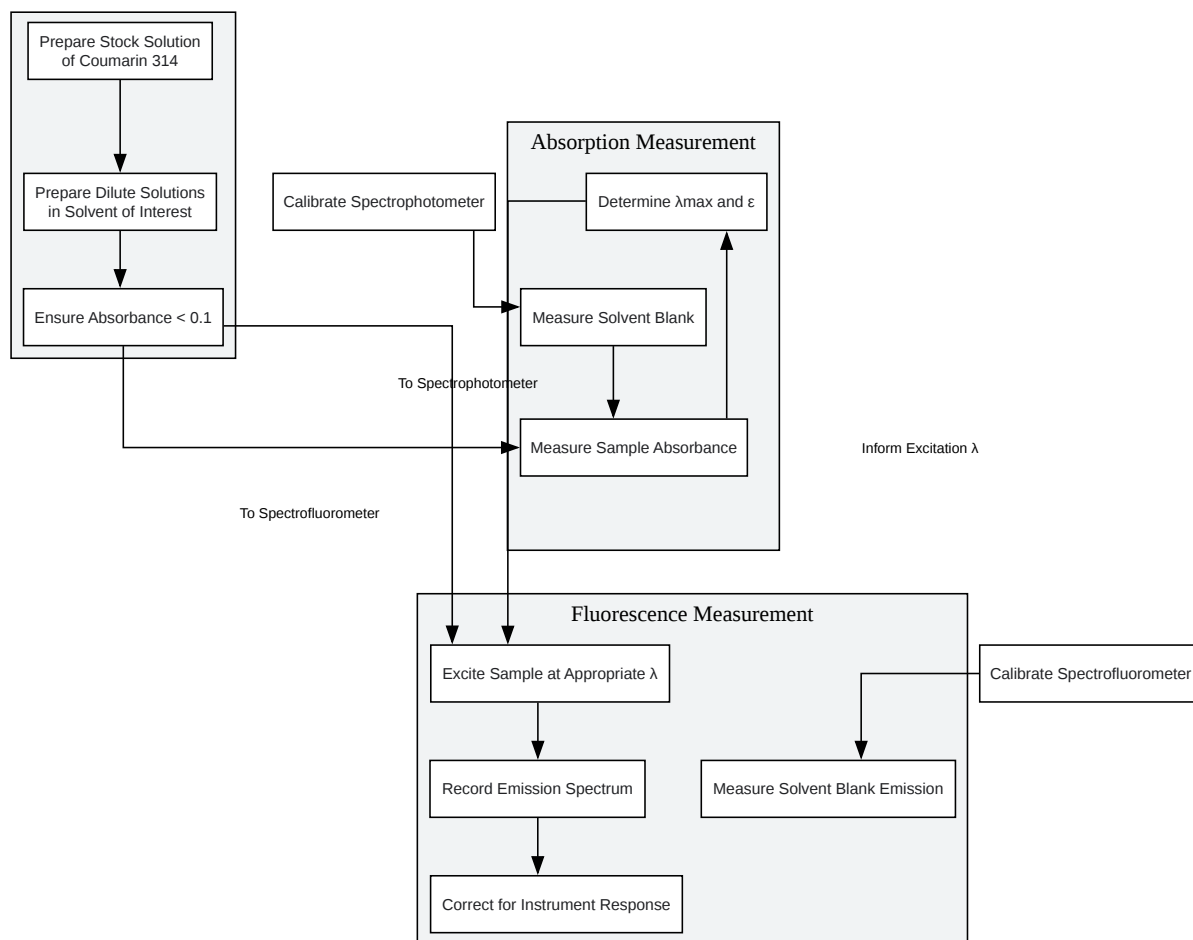 Prepare Stock Solution
of Coumarin 314
Absorption Measurement
Prepare Dilute Solutions
in Solvent of Interest
Calibrate Spectrophotometer
Determine λmax and ε
Ensure Absorbance < 0.1
Measure Solvent Blank
To Spectrophotometer
Measure Sample Absorbance
Inform Excitation λ
To Spectrofluorometer
Fluorescence Measurement
Excite Sample at Appropriate λ
Calibrate Spectrofluorometer
Record Emission Spectrum
Measure Solvent Blank Emission
Correct for Instrument Response